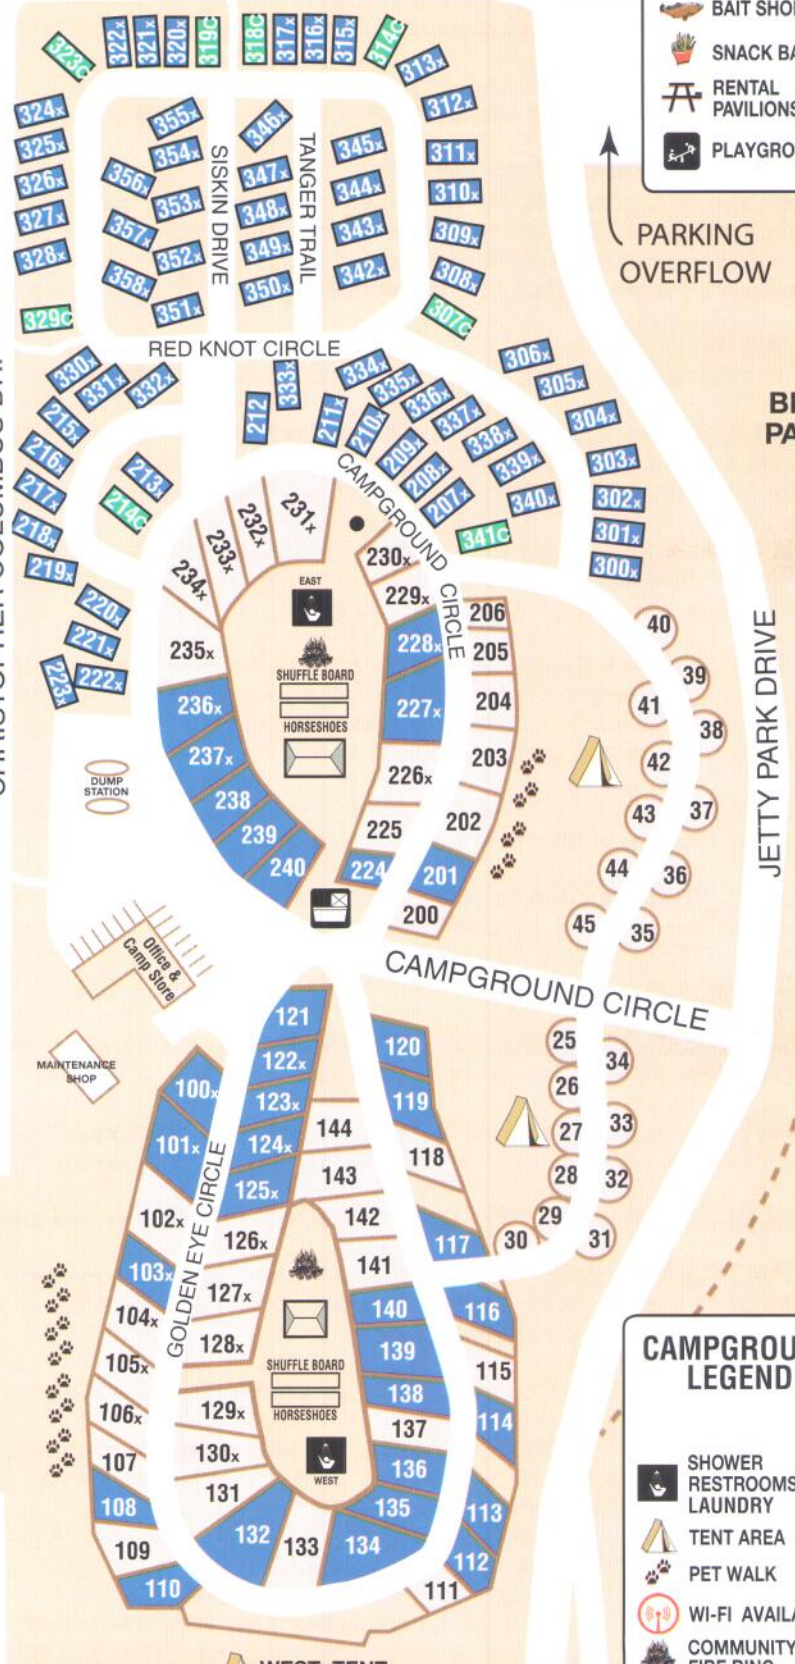 BAIT SHO
SNACK BA
RENTAL
PAVILIONS
PLAYGRO
PARKING
OVERFLOW
323c
322x
321x
320x
319c
318c
317x
316x
315x
314c
313x
312x
311x
310x
309x
308x
307c
324x
325x
326x
327x
328x
329c
355x
354x
356x
353x
357x
352x
358x
351x
SISKIN DRIVE
346x
347x
348x
349x
350x
TANGER TRAIL
345x
344x
343x
342x
RED KNOT CIRCLE
330x
331x
332x
333x
334x
335x
336x
337x
338x
339x
340x
341c
306x
305x
304x
303x
302x
301x
300x
215x
216x
217x
218x
219x
220x
221x
222x
223x
213x
214c
212
211x
210x
209x
208x
207x
CAMPGROUND CIRCLE
231x
232x
233x
234x
235x
236x
237x
238
239
240
230x
229x
228x
227x
226x
225
224
EAST
SHUFFLE BOARD
HORSESHOES
206
205
204
203
202
201
200
DUMP
STATION
40
39
41
38
42
43
37
44
36
45
35
JETTY PARK DRIVE
Office &
Camp Store
MAINTENANCE
SHOP
CAMPGROUND CIRCLE
121
122x
123x
124x
125x
126x
127x
128x
129x
130x
131
132
133
134
135
136
137
138
139
140
141
142
143
144
100x
101x
102x
103x
104x
105x
106x
107
108
109
110
GOLDEN EYE CIRCLE
SHUFFLE BOARD
HORSESHOES
WEST
120
119
118
117
116
115
114
113
112
111
25
34
26
27
33
28
32
29
30
31
CAMPGROU
LEGEND
SHOWER
RESTROOMS
LAUNDRY
TENT AREA
PET WALK
WI-FI AVAILA
COMMUNITY